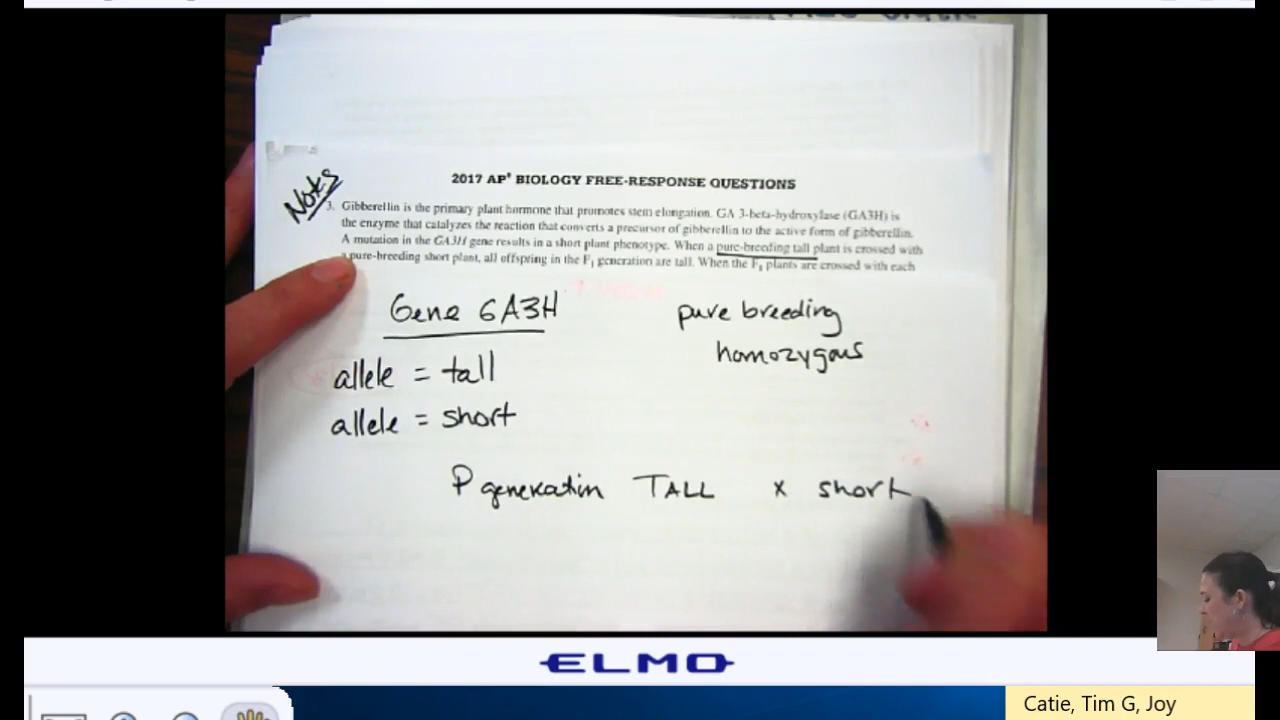 2017 AP® BIOLOGY FREE-RESPONSE QUESTIONS
Notes
3. Gibberellin is the primary plant hormone that promotes stem elongation. GA 3-beta-hydroxylase (GA3H) is
the enzyme that catalyzes the reaction that converts a precursor of gibberellin to the active form of gibberellin.
A mutation in the GA3H gene results in a short plant phenotype. When a pure-breeding tall plant is crossed with
a pure-breeding short plant, all offspring in the F1 generation are tall. When the F1 plants are crossed with each
Gene GA3H
pure breeding
homozygous
allele = tall
allele = short
P generation TALL x short
ELMO
Catie, Tim G, Joy